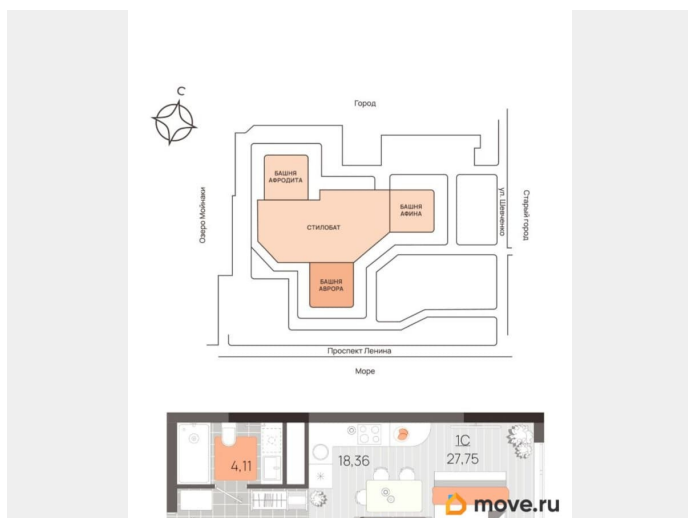 С
Город
БАШНЯ
АФРОДИТА
БАШНЯ
АФИНА
СТИЛОБАТ
БАШНЯ
АВРОРА
Озеро Мойнаки
ул. Шевченко
Старый город
Проспект Ленина
Море
4,11
18,36
1С
27,75
move.ru